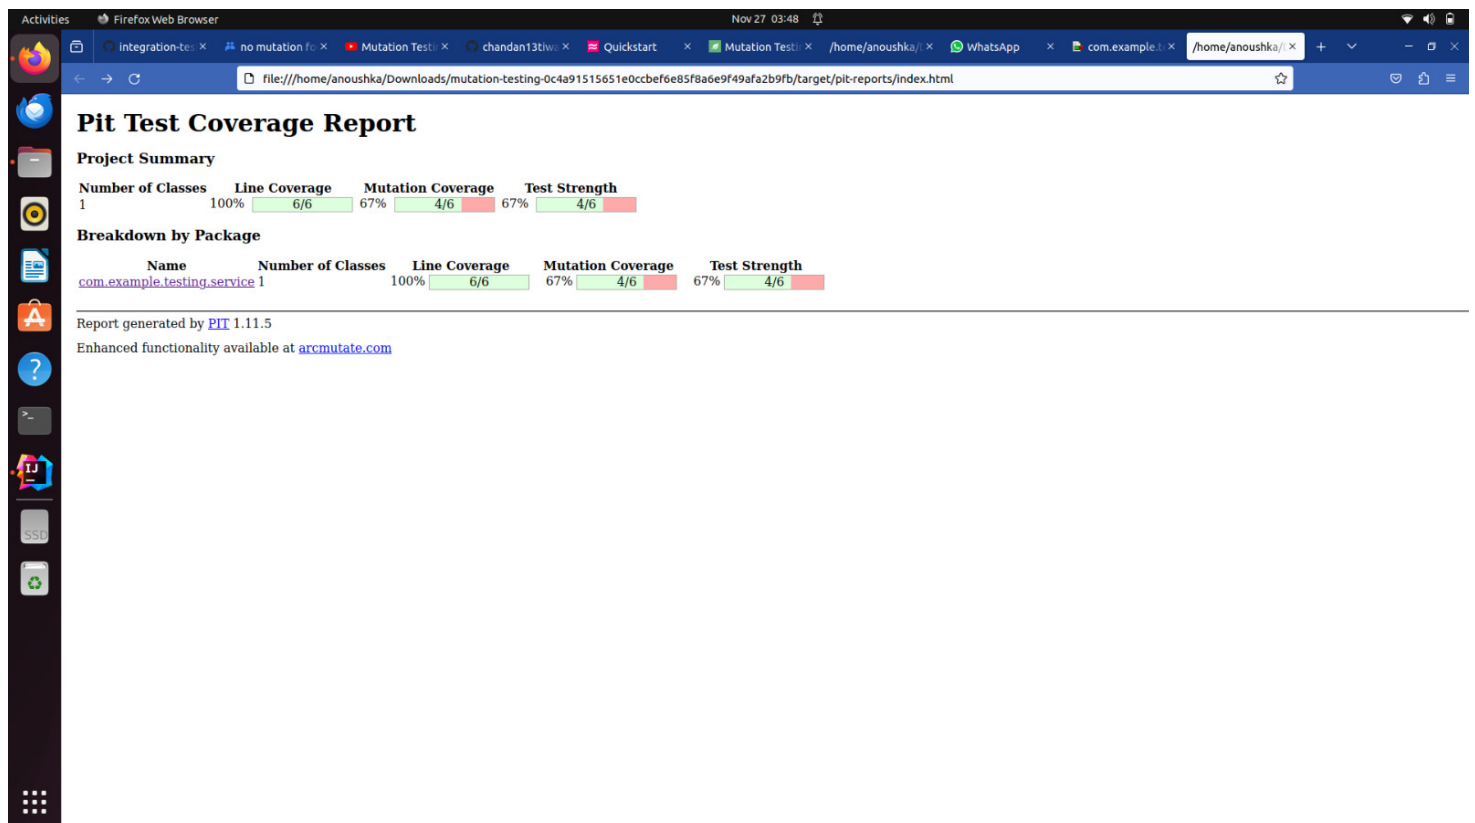 Activities Firefox Web Browser Nov 27 03:48
integration-tes no mutation fo Mutation Testi chandan13tiwa Quickstart Mutation Testi /home/anoushka/ WhatsApp com.example.t /home/anoushka/
file:///home/anoushka/Downloads/mutation-testing-0c4a91515651e0ccbef6e85f8a6e9f49afa2b9fb/target/pit-reports/index.html
Pit Test Coverage Report
Project Summary
Number of Classes Line Coverage Mutation Coverage Test Strength
1 100% 6/6 67% 4/6 67% 4/6
Breakdown by Package
Name Number of Classes Line Coverage Mutation Coverage Test Strength
com.example.testing.service 1 100% 6/6 67% 4/6 67% 4/6
Report generated by PIT 1.11.5
Enhanced functionality available at arcmutate.com
IJ
SSD